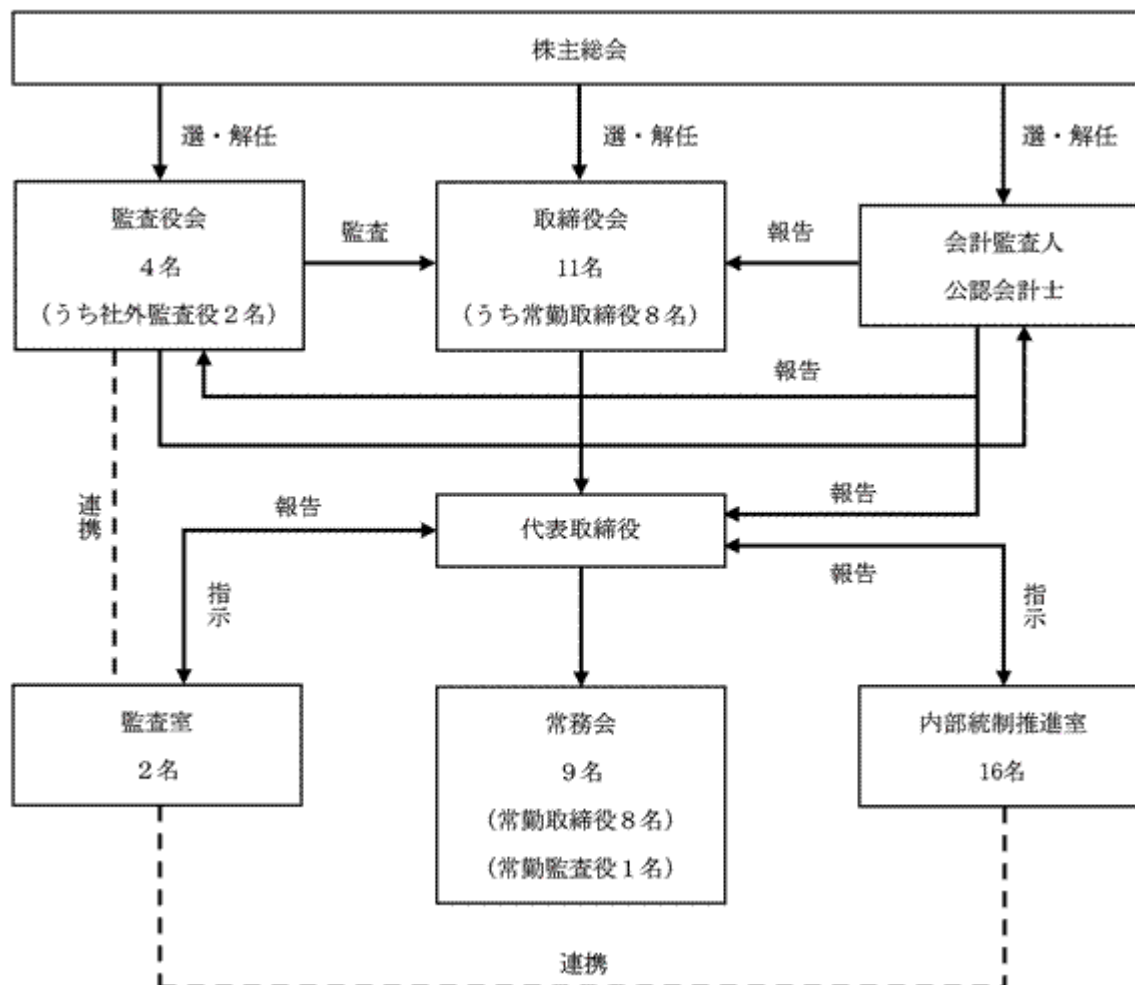 株主総会
選・解任
選・解任
選・解任
監査役会
4名
(うち社外監査役2名)
監査
取締役会
11名
(うち常勤取締役8名)
報告
会計監査人
公認会計士
報告
連携
報告
代表取締役
報告
報告
指示
指示
監査室
2名
常務会
9名
(常勤取締役8名)
(常勤監査役1名)
内部統制推進室
16名
連携